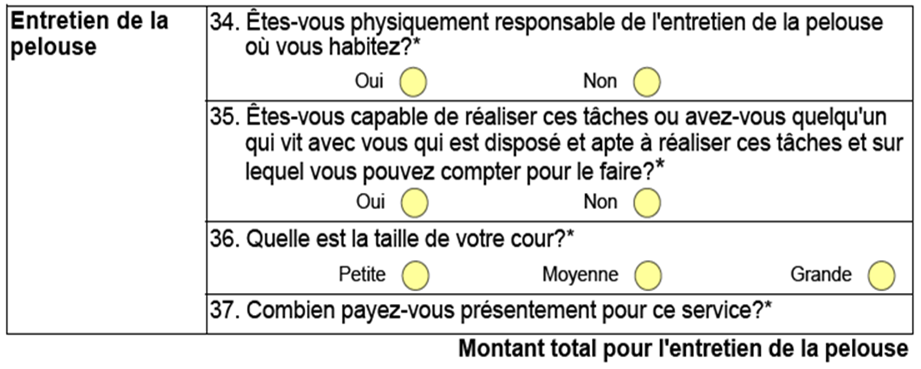 Entretien de la
pelouse
34. Êtes-vous physiquement responsable de l'entretien de la pelouse
où vous habitez?*
Oui Non
35. Êtes-vous capable de réaliser ces tâches ou avez-vous quelqu'un
qui vit avec vous qui est disposé et apte à réaliser ces tâches et sur
lequel vous pouvez compter pour le faire?*
Oui Non
36. Quelle est la taille de votre cour?*
Petite Moyenne Grande
37. Combien payez-vous présentement pour ce service?*
Montant total pour l'entretien de la pelouse